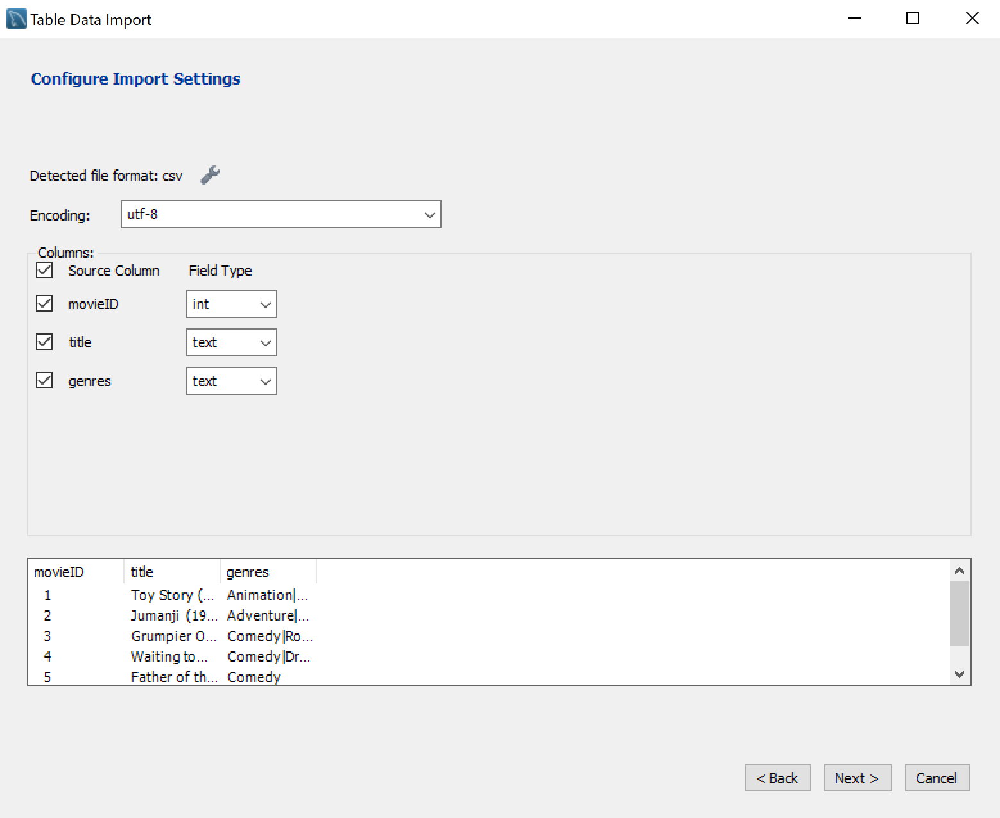 Table Data Import
Configure Import Settings
Detected file format: csv
Encoding: utf-8
Columns:
Source Column Field Type
movieID int
title text
genres text
movieID title genres
1 Toy Story (... Animation|...
2 Jumanji (19... Adventure|...
3 Grumpier O... Comedy|Ro...
4 Waiting to... Comedy|Dr...
5 Father of th... Comedy
< Back Next > Cancel